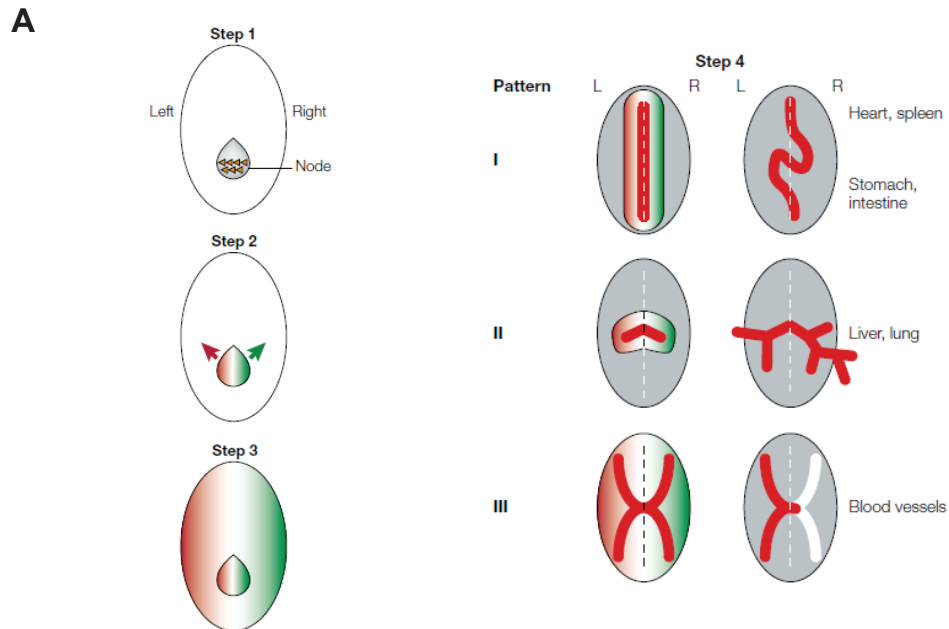 A
Step 1
Left
Right
Node
Step 2
Step 3
Step 4
Pattern
L
R
L
R
I
Heart, spleen
Stomach,
intestine
II
Liver, lung
III
Blood vessels